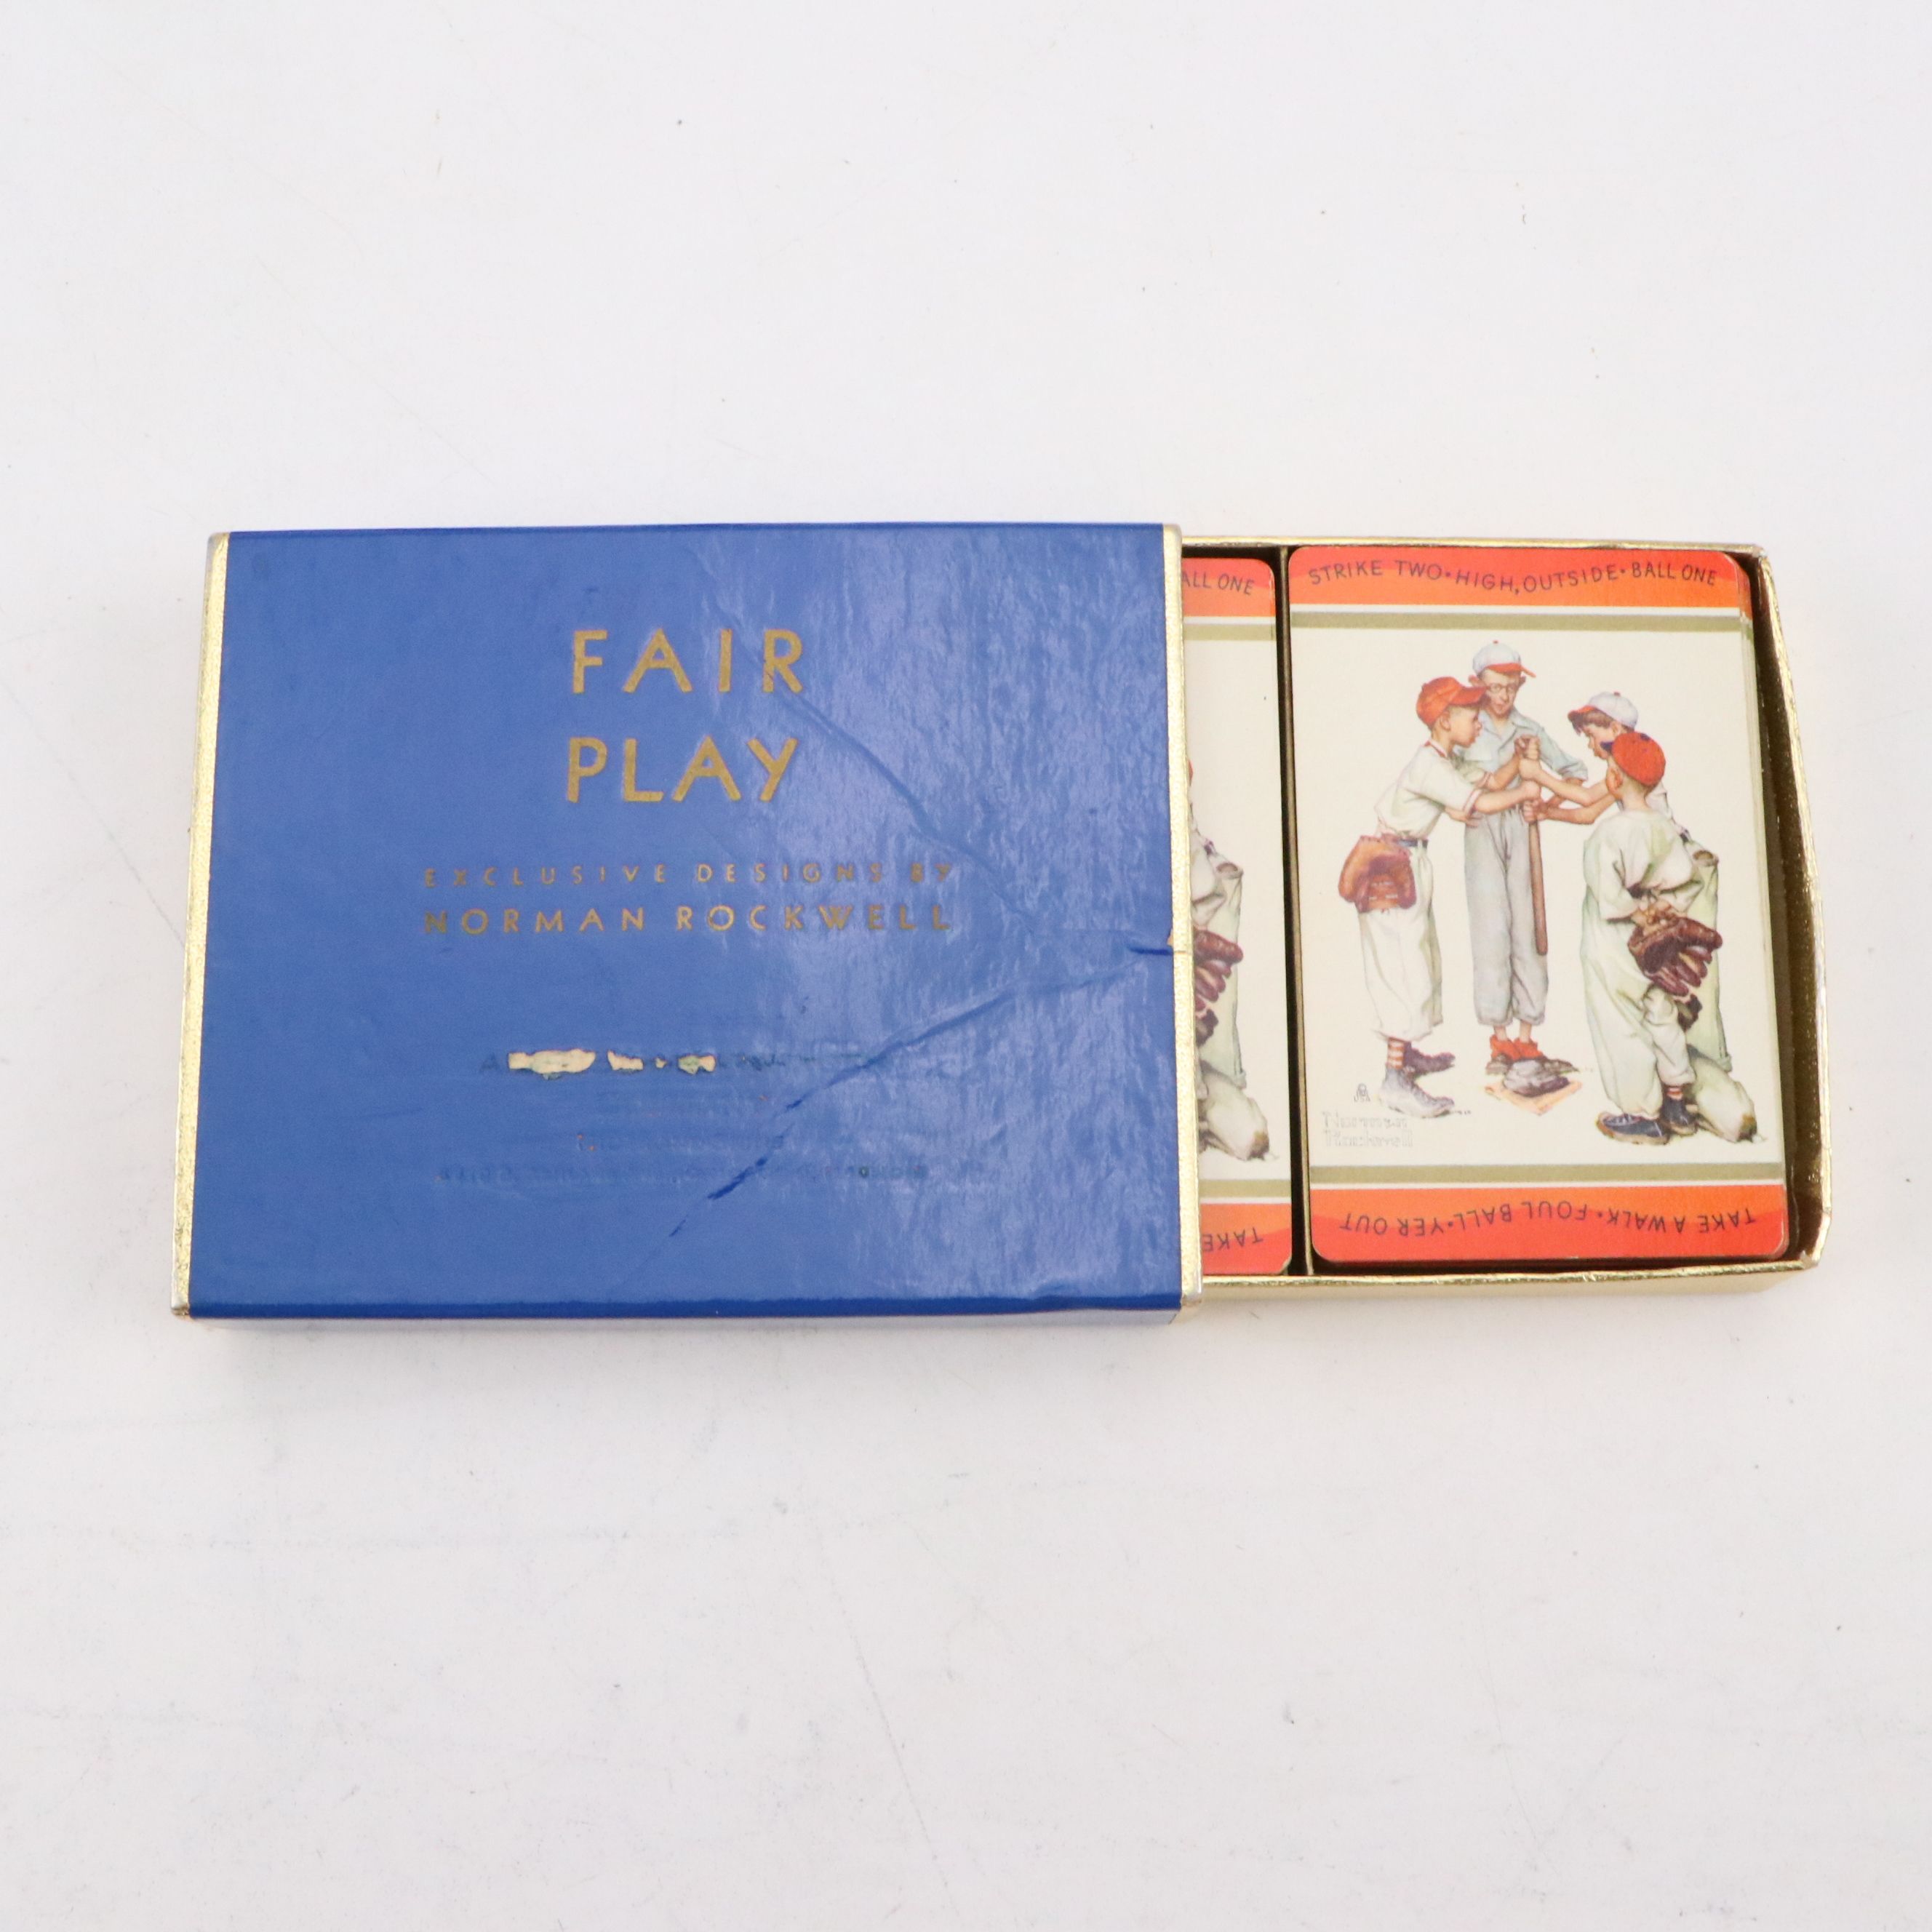 FAIR
PLAY
EXCLUSIVE DESIGNS BY
NORMAN ROCKWELL
ALL ONE
TAKE
STRIKE TWO•HIGH, OUTSIDE•BALL ONE
Norman
Rockwell
TAKE A WALK•FOUL BALL•YER OUT